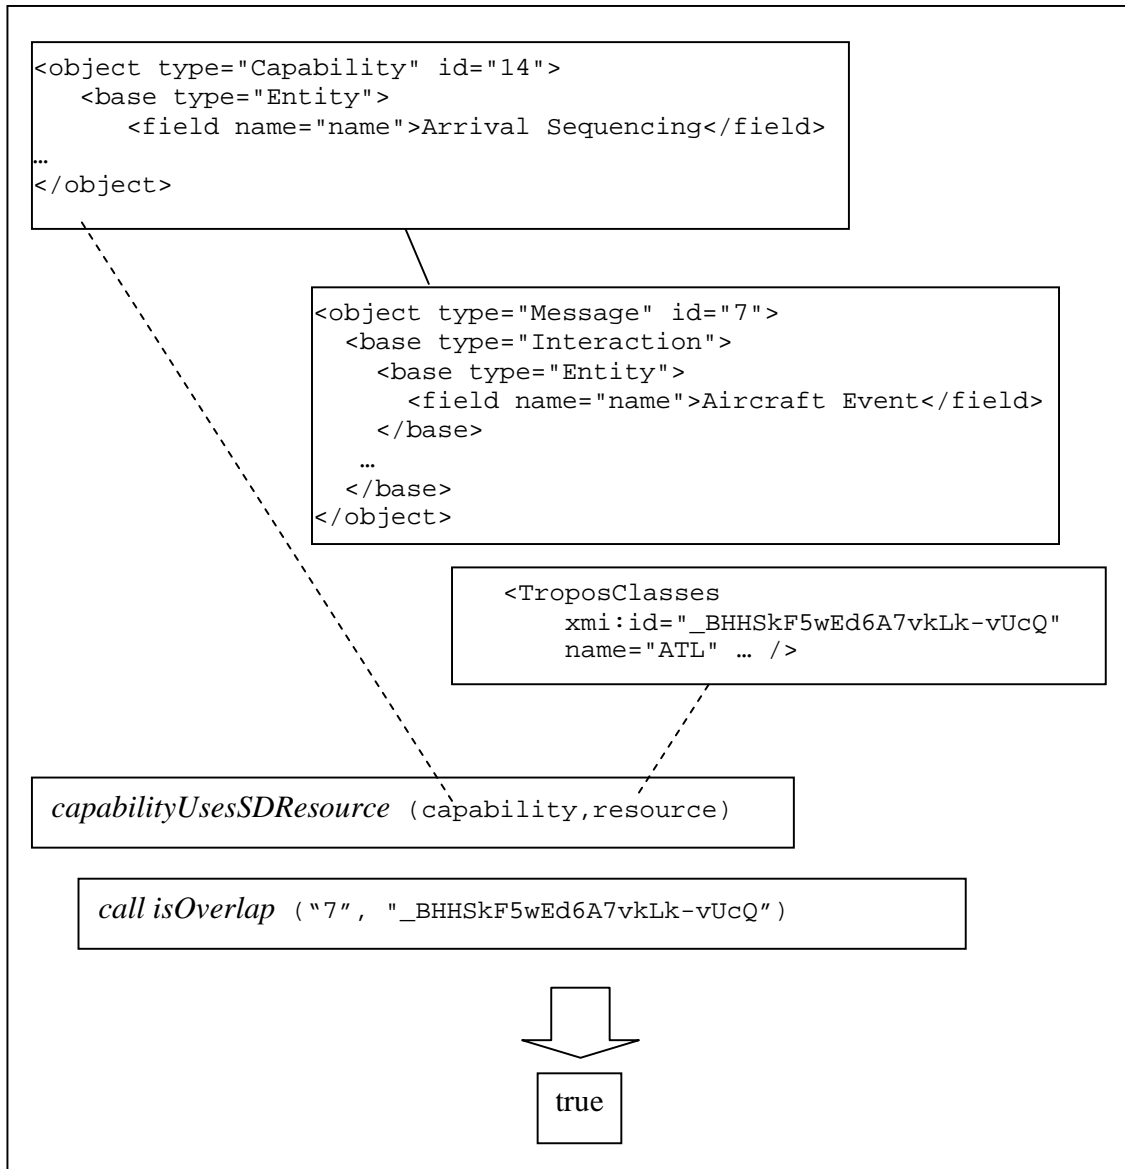 <object type="Capability" id="14">
<base type="Entity">
<field name="name">Arrival Sequencing</field>
…
</object>
<object type="Message" id="7">
<base type="Interaction">
<base type="Entity">
<field name="name">Aircraft Event</field>
</base>
…
</base>
</object>
<TroposClasses
xmi:id="_BHHSkF5wEd6A7vkLk-vUcQ"
name="ATL" … />
capabilityUsesSDResource (capability,resource)
call isOverlap (“7”, "_BHHSkF5wEd6A7vkLk-vUcQ”)
true